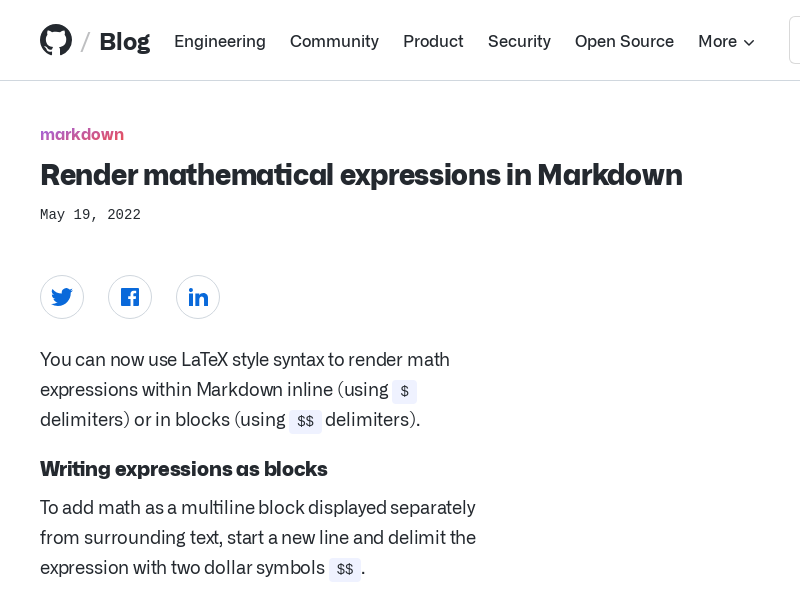 / Blog Engineering Community Product Security Open Source More
markdown
Render mathematical expressions in Markdown
May 19, 2022
You can now use LaTeX style syntax to render math
expressions within Markdown inline (using $
delimiters) or in blocks (using $$ delimiters).
Writing expressions as blocks
To add math as a multiline block displayed separately
from surrounding text, start a new line and delimit the
expression with two dollar symbols $$.